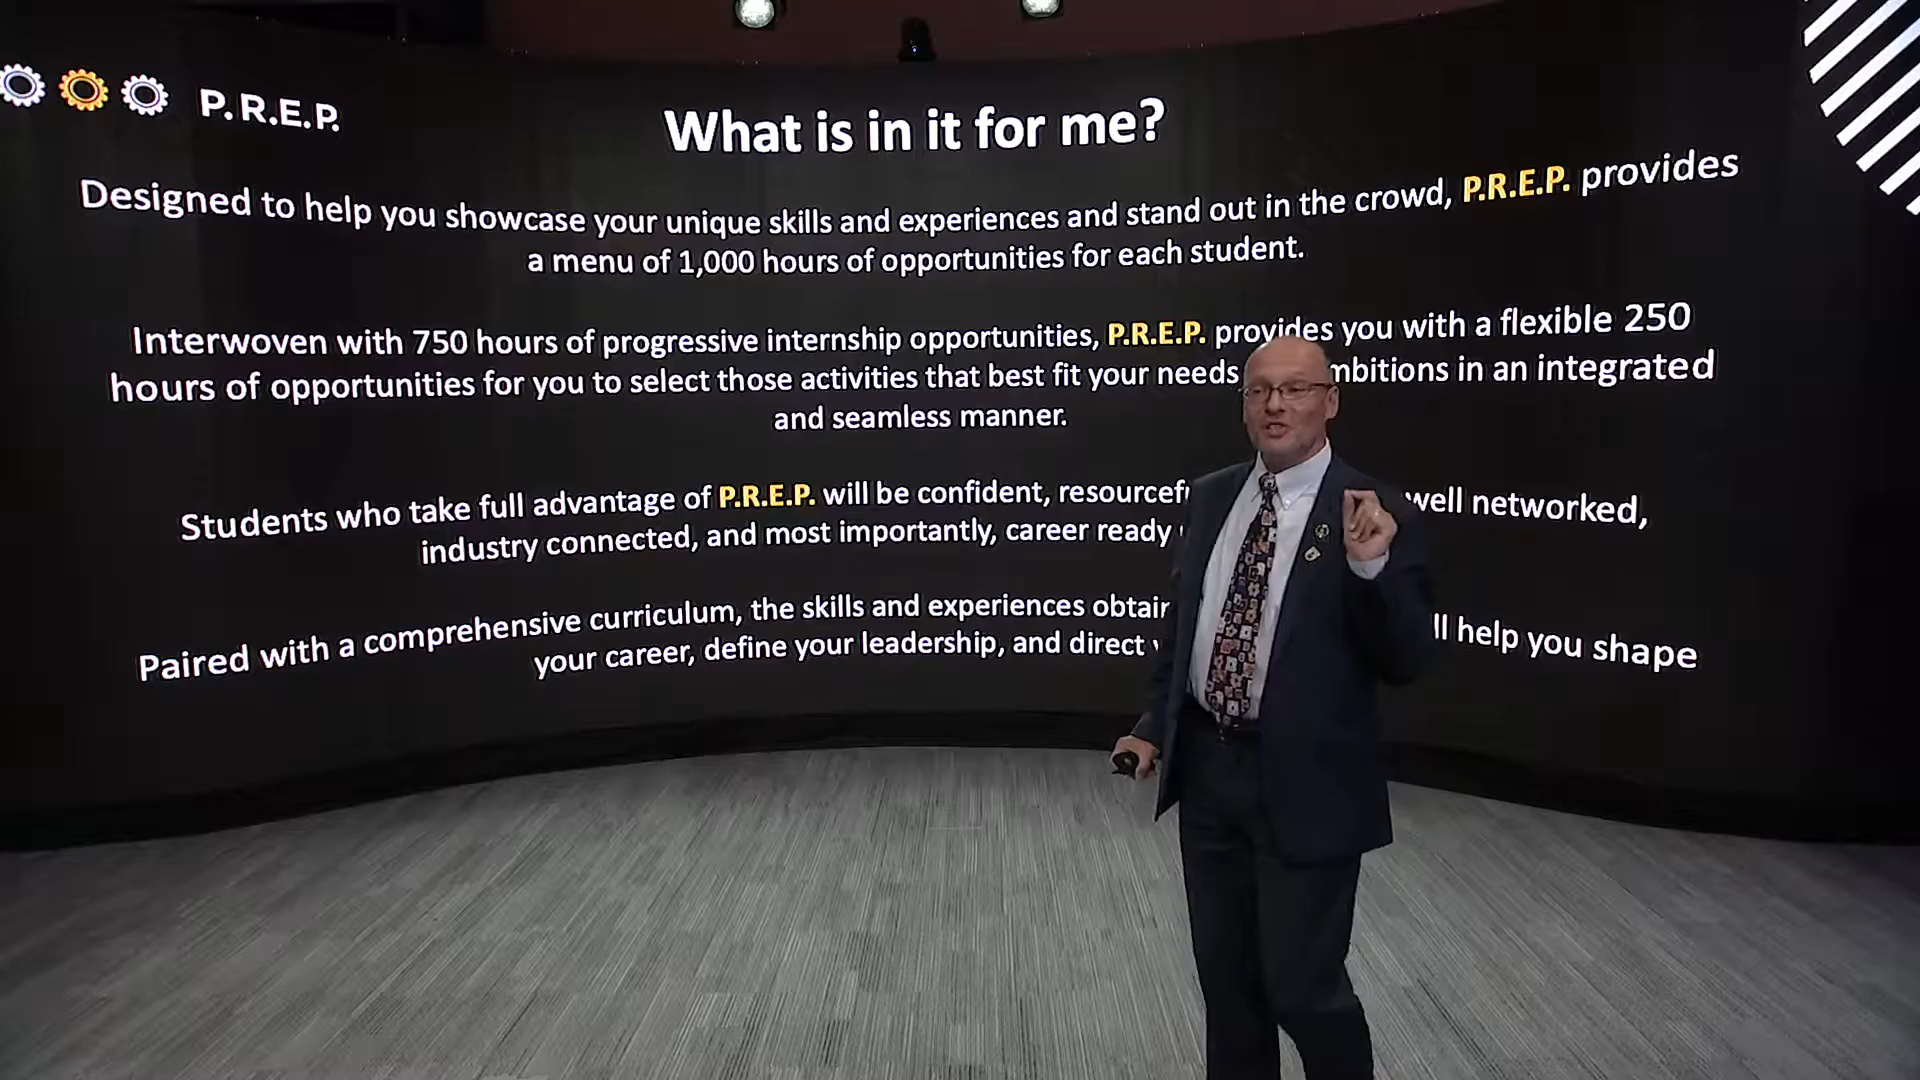 P.R.E.P.
What is in it for me?
Designed to help you showcase your unique skills and experiences and stand out in the crowd, P.R.E.P. provides
a menu of 1,000 hours of opportunities for each student.
Interwoven with 750 hours of progressive internship opportunities, P.R.E.P. provides you with a flexible 250
hours of opportunities for you to select those activities that best fit your needs in an integrated
and seamless manner.
Students who take full advantage of P.R.E.P. will be confident, well networked,
industry connected, and most importantly, career ready
Paired with a comprehensive curriculum, the skills and experiences help you shape
your career, define your leadership, and direct